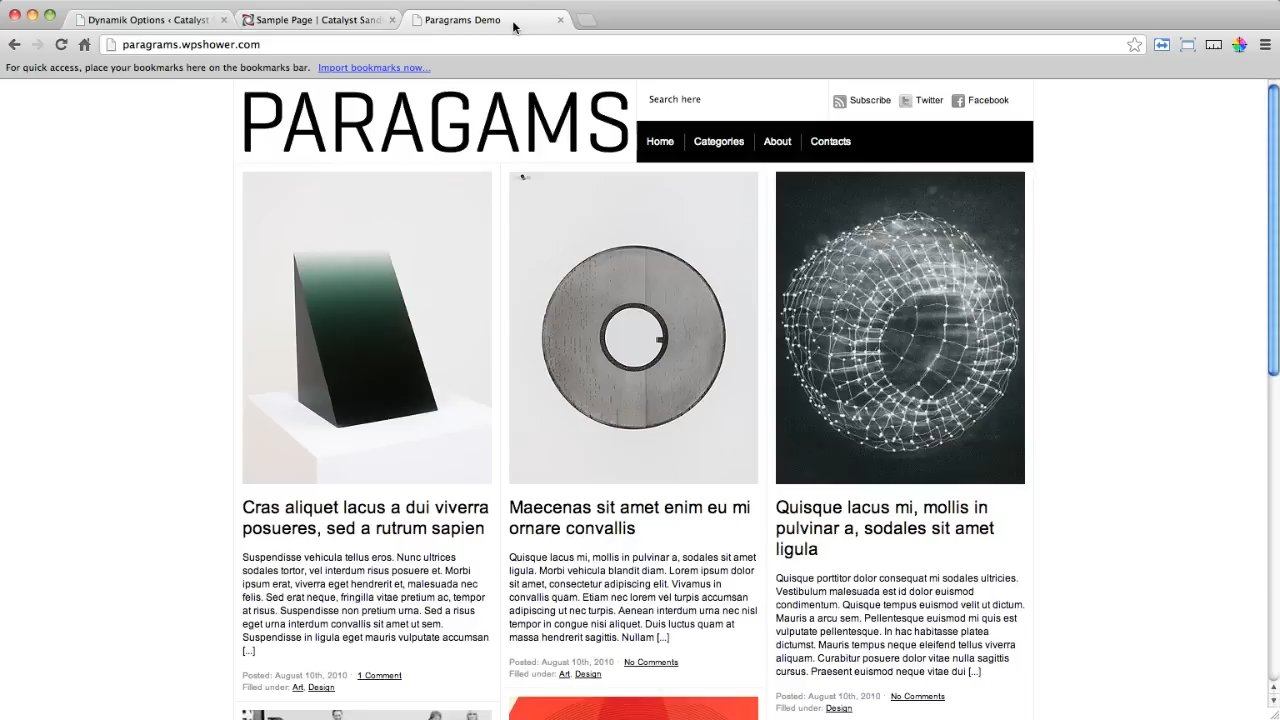 Dynamik Options ‹ Catalyst
Sample Page | Catalyst Sand
Paragrams Demo
paragrams.wpshower.com
For quick access, place your bookmarks here on the bookmarks bar. Import bookmarks now...
PARAGAMS
Search here
Subscribe
Twitter
Facebook
Home
Categories
About
Contacts
Cras aliquet lacus a dui viverra
posueres, sed a rutrum sapien
Suspendisse vehicula tellus eros. Nunc ultrices
sodales tortor, vel interdum risus posuere et. Morbi
ipsum erat, viverra eget hendrerit et, malesuada nec
felis. Sed erat neque, fringilla vitae pretium ac, tempor
at risus. Suspendisse non pretium urna. Sed a risus
eget urna interdum convallis sit amet ut sem.
Suspendisse in ligula eget mauris vulputate accumsan
[...]
Posted: August 10th, 2010 · 1 Comment
Filled under: Art, Design
Maecenas sit amet enim eu mi
ornare convallis
Quisque lacus mi, mollis in pulvinar a, sodales sit amet
ligula. Morbi vehicula blandit diam. Lorem ipsum dolor
sit amet, consectetur adipiscing elit. Vivamus in
convallis quam. Etiam nec lorem vel turpis accumsan
adipiscing ut nec turpis. Aenean interdum urna nec nisl
tempor in congue nisi aliquet. Duis luctus quam at
massa hendrerit sagittis. Nullam [...]
Posted: August 10th, 2010 No Comments
Filled under: Art, Design
Quisque lacus mi, mollis in
pulvinar a, sodales sit amet
ligula
Quisque porttitor dolor consequat mi sodales ultricies.
Vestibulum malesuada est id dolor euismod
condimentum. Quisque tempus euismod velit ut dictum.
Mauris a arcu sem. Pellentesque euismod mi quis est
vulputate pellentesque. In hac habitasse platea
dictumst. Mauris tempus neque eleifend tellus viverra
aliquam. Curabitur posuere dolor vitae nulla sagittis
cursus. Praesent euismod neque vitae dui [...]
Posted: August 10th, 2010 · No Comments
Filled under: Design